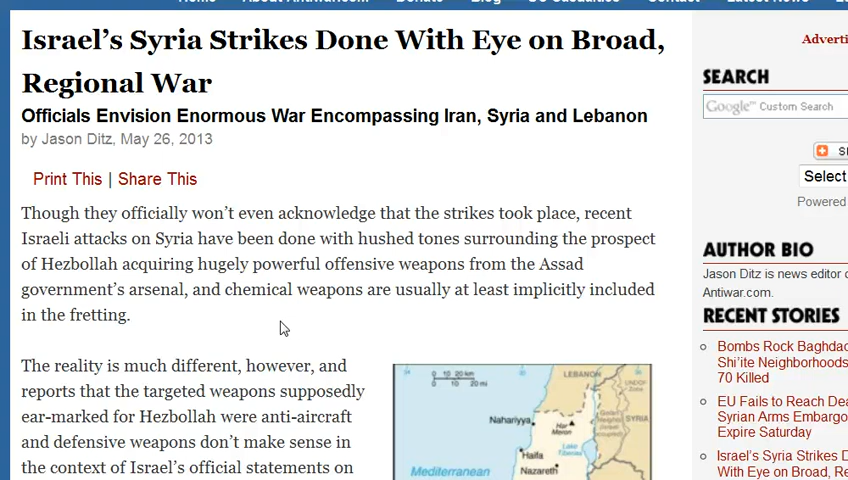 Israel's Syria Strikes Done With Eye on Broad,
Regional War
Officials Envision Enormous War Encompassing Iran, Syria and Lebanon
by Jason Ditz, May 26, 2013
Print This | Share This
Though they officially won't even acknowledge that the strikes took place, recent
Israeli attacks on Syria have been done with hushed tones surrounding the prospect
of Hezbollah acquiring hugely powerful offensive weapons from the Assad
government's arsenal, and chemical weapons are usually at least implicitly included
in the fretting.
The reality is much different, however, and
reports that the targeted weapons supposedly
ear-marked for Hezbollah were anti-aircraft
and defensive weapons don't make sense in
the context of Israel's official statements on
LEBANON
SYRIA
Nahariyya
Haifa
Nazareth
Mediterranean
SEARCH
Google™ Custom Search
Select
Powered
AUTHOR BIO
Jason Ditz is news editor
Antiwar.com.
RECENT STORIES
Bombs Rock Baghdad
Shi'ite Neighborhoods
70 Killed
EU Fails to Reach
Syrian Arms Embargo
Expire Saturday
Israel's Syria Strikes
With Eye on Broad,